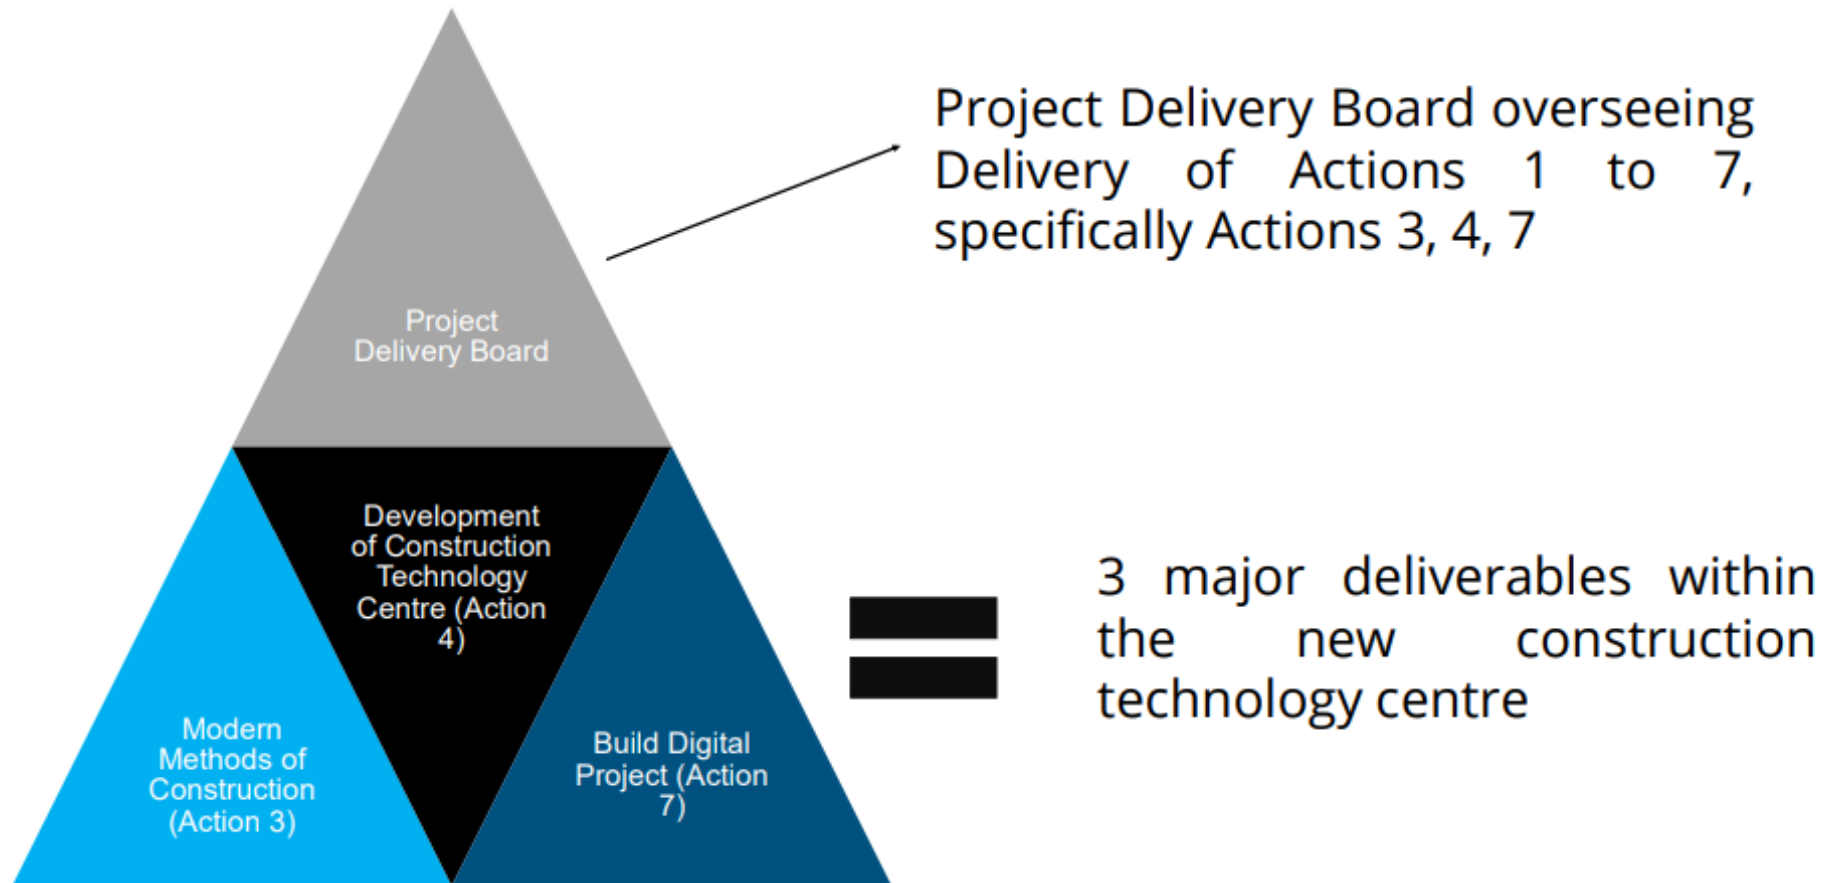 Project Delivery Board overseeing
Delivery of Actions 1 to 7,
specifically Actions 3, 4, 7
Project
Delivery Board
Development
of Construction
Technology
Centre (Action
4)
3 major deliverables within
the new construction
technology centre
Modern
Methods of
Construction
(Action 3)
Build Digital
Project (Action
7)